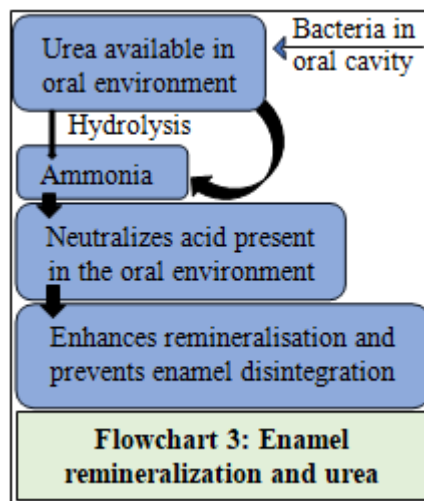 Urea available in
oral environment
Bacteria in
oral cavity
Hydrolysis
Ammonia
Neutralizes acid present
in the oral environment
Enhances remineralisation and
prevents enamel disintegration
Flowchart 3: Enamel
remineralization and urea